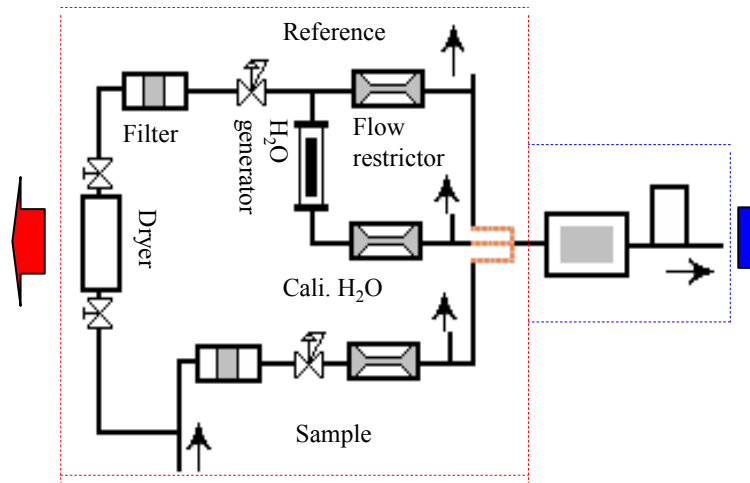 Reference
Filter
H₂O
generator
Flow
restrictor
Dryer
Cali. H₂O
Sample